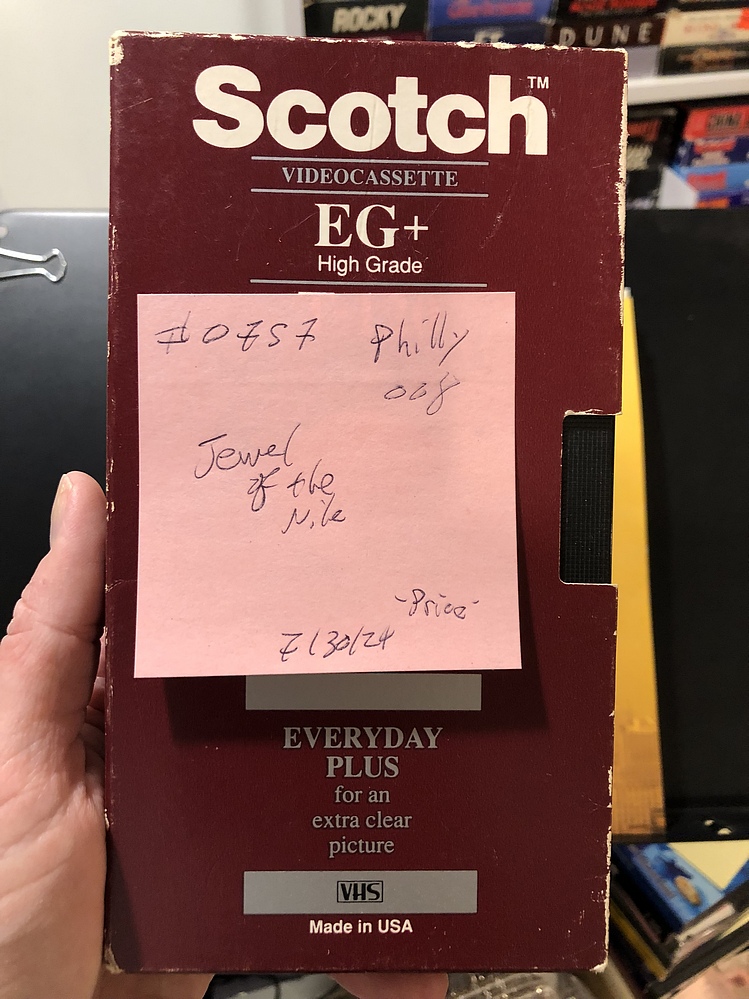 ROCKY
DUNE
Scotch™
VIDEOCASSETTE
EG+
High Grade
#0757 Philly
008
Jewel
of the
Nile
-Price-
7/30/24
EVERYDAY
PLUS
for an
extra clear
picture
VHS
Made in USA